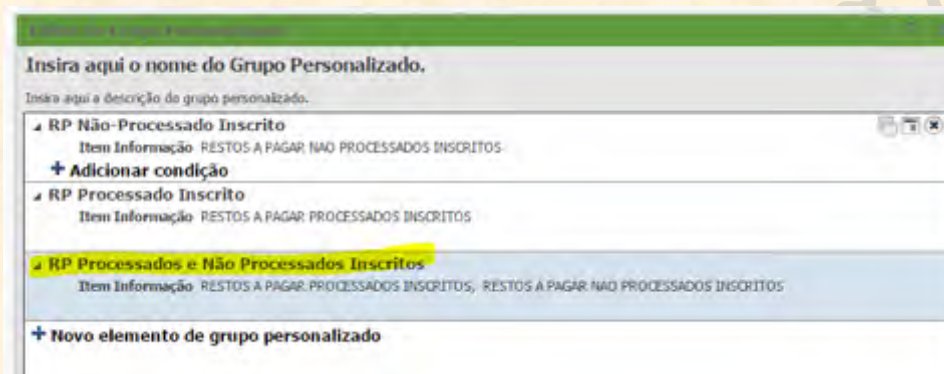 Insira aqui o nome do Grupo Personalizado.
Insira aqui a descrição do grupo personalizado.
RP Não-Processado Inscrito
Item Informação RESTOS A PAGAR NAO PROCESSADOS INSCRITOS
+ Adicionar condição
RP Processado Inscrito
Item Informação RESTOS A PAGAR PROCESSADOS INSCRITOS
RP Processados e Não Processados Inscritos
Item Informação RESTOS A PAGAR PROCESSADOS INSCRITOS, RESTOS A PAGAR NAO PROCESSADOS INSCRITOS
+ Novo elemento de grupo personalizado